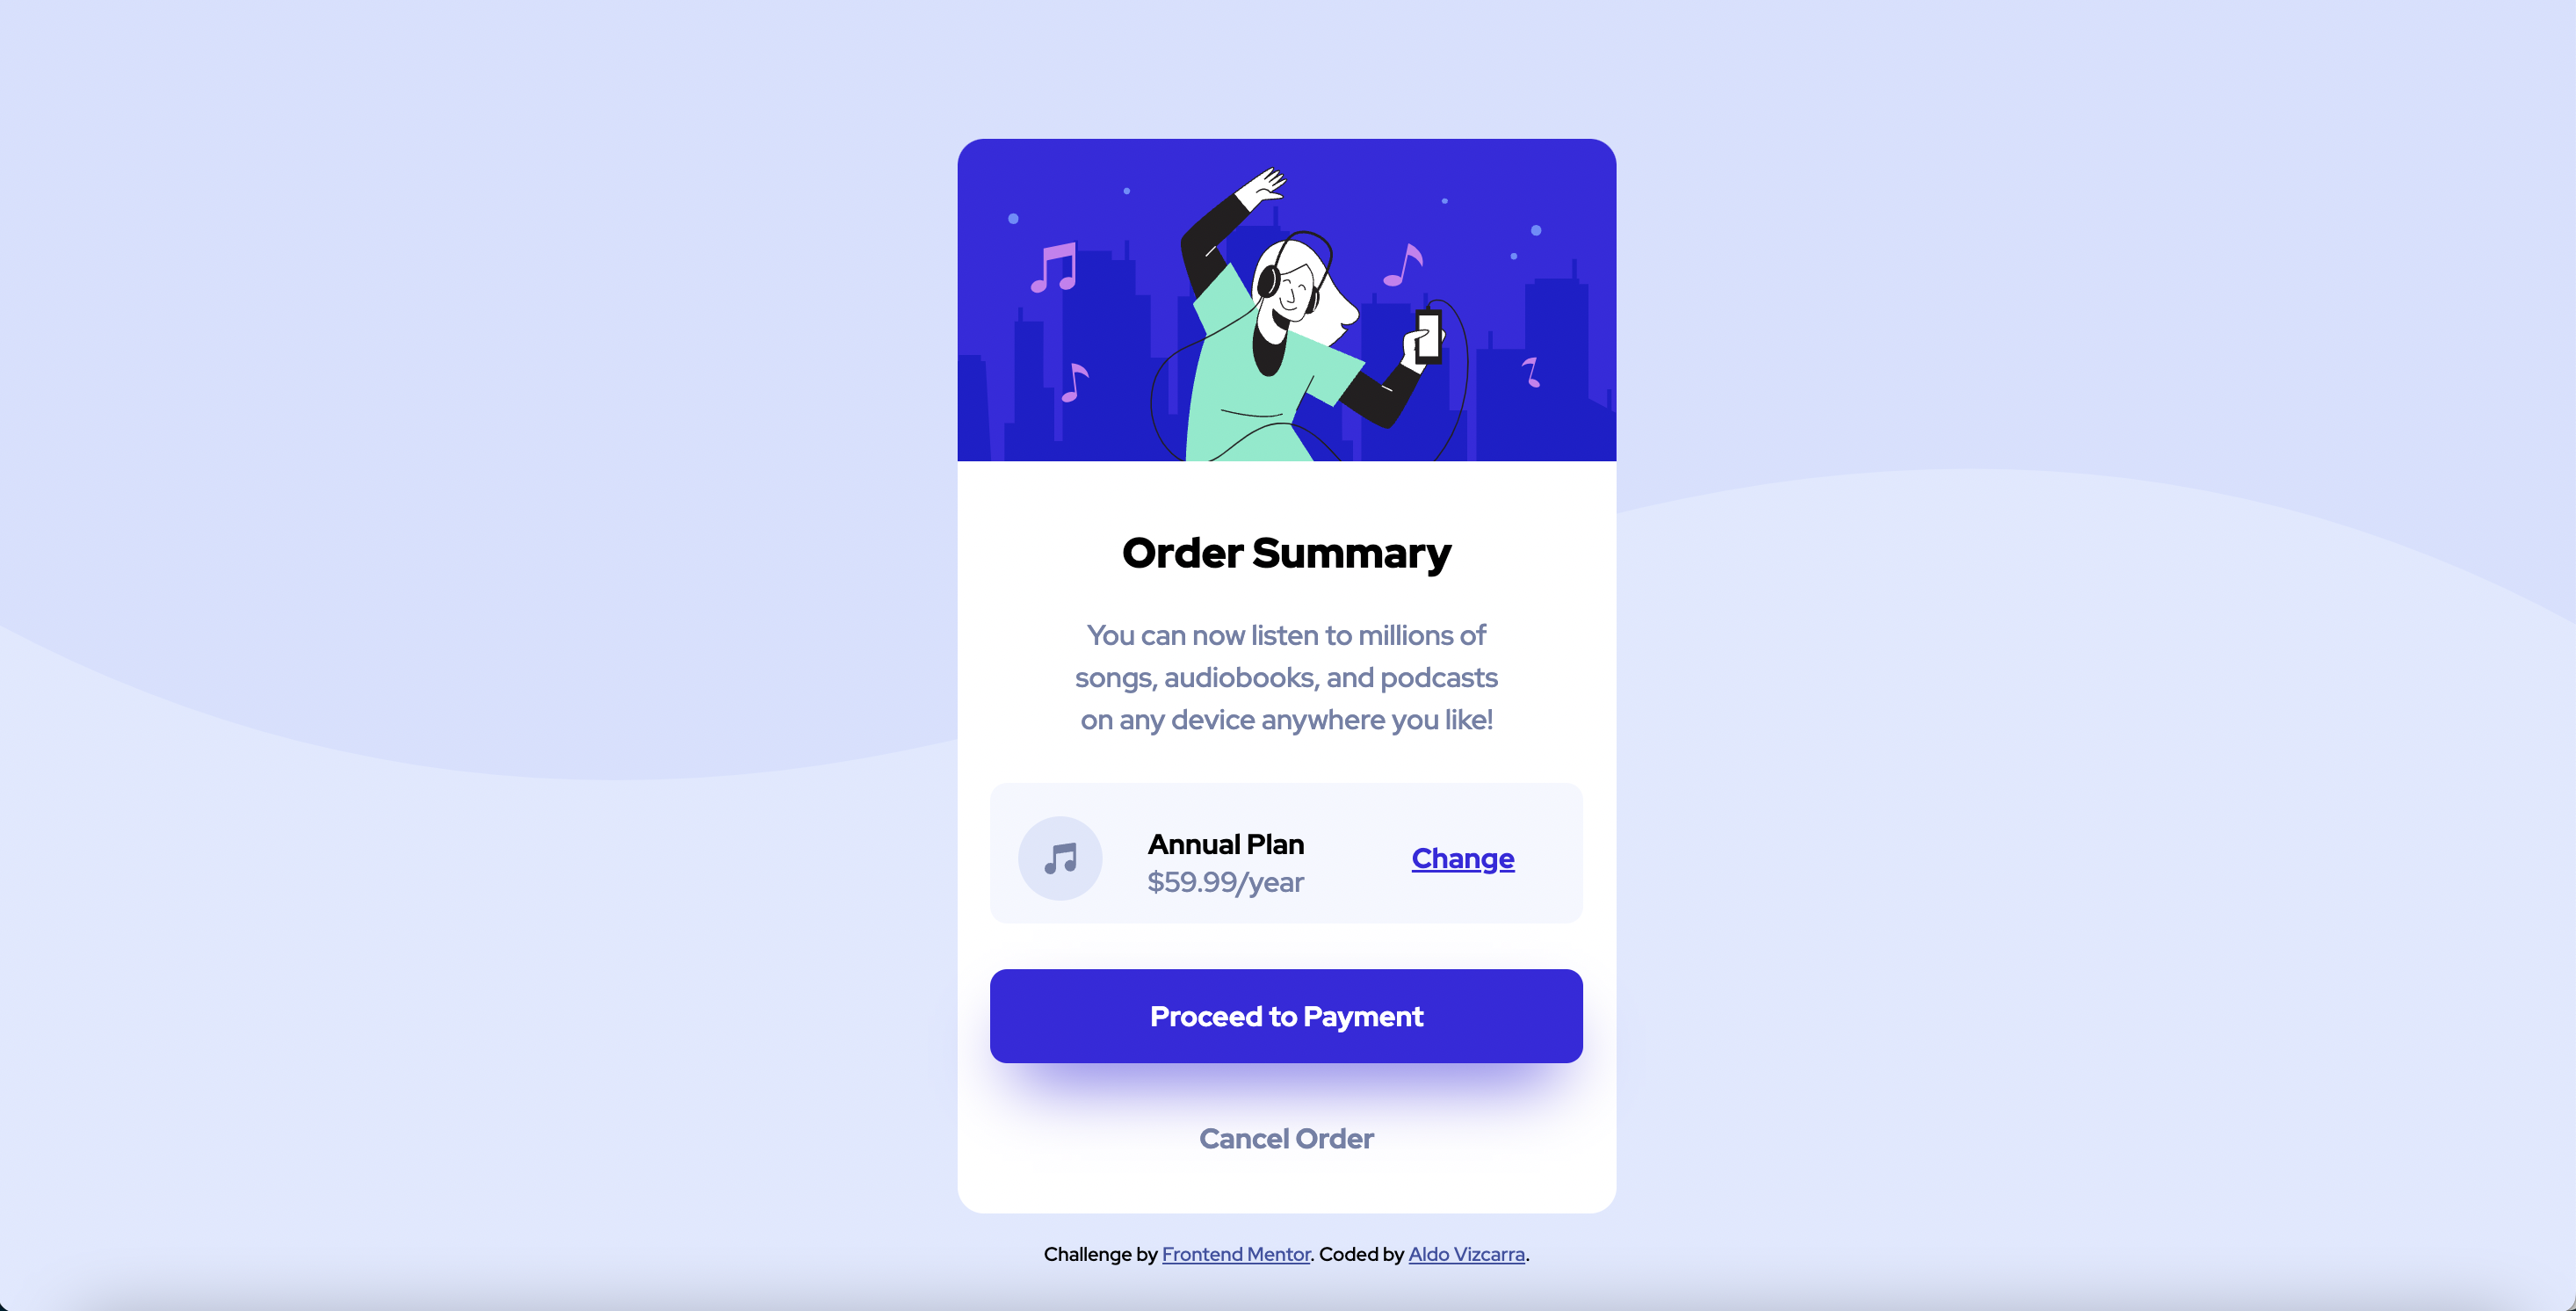 Order Summary
You can now listen to millions of
songs, audiobooks, and podcasts
on any device anywhere you like!
Annual Plan
$59.99/year
Change
Proceed to Payment
Cancel Order
Challenge by Frontend Mentor. Coded by Aldo Vizcarra.